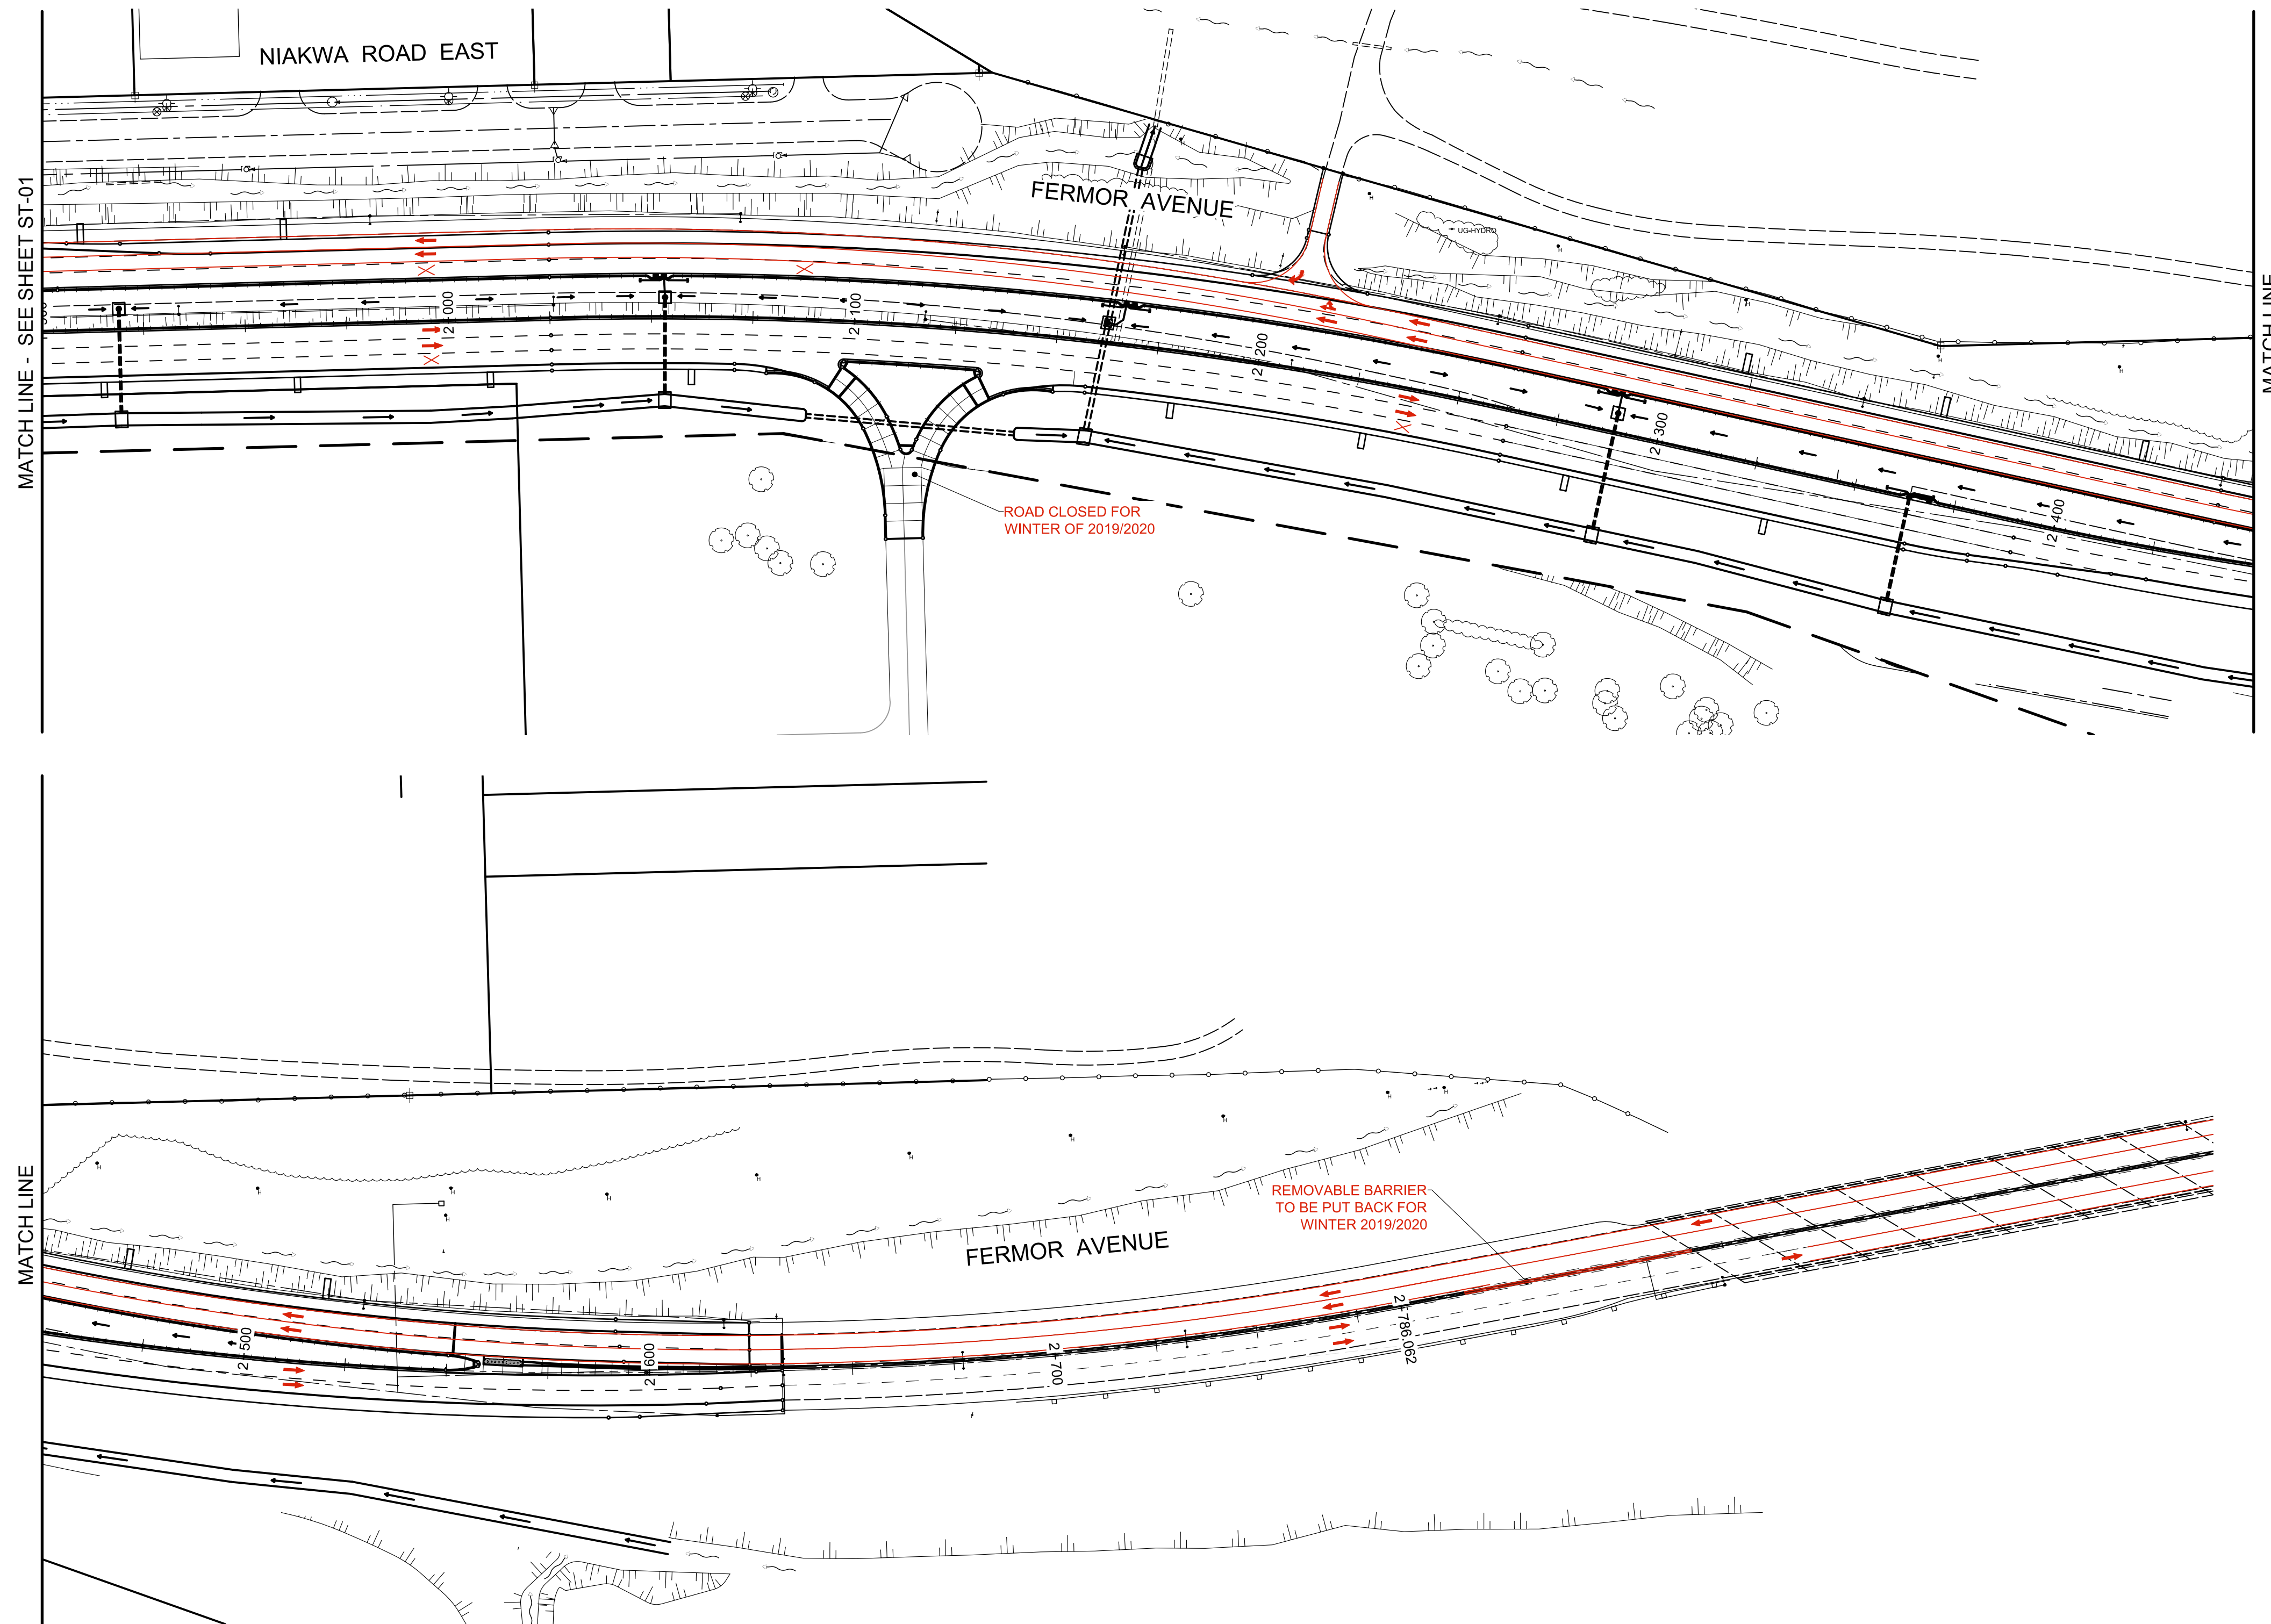 NIAKWA ROAD EAST
MATCH LINE - SEE SHEET ST-01
FERMOR AVENUE
UG-HYDRO
H
H
H
H
H
H
2+000
2+100
2+200
2+300
2+400
MATCH LINE
ROAD CLOSED FOR
WINTER OF 2019/2020
MATCH LINE
H
H
H
H
H
H
H
H
H
H
H
REMOVABLE BARRIER
TO BE PUT BACK FOR
WINTER 2019/2020
FERMOR AVENUE
2+500
2+600
2+700
2+786.062